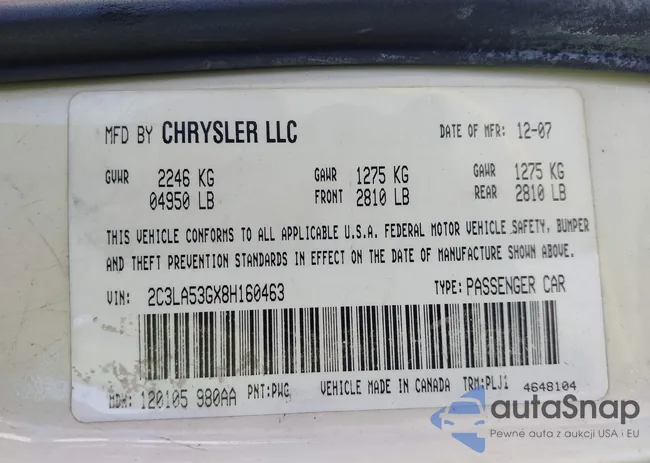 MFD BY CHRYSLER LLC DATE OF MFR: 12-07
GVWR 2246 KG GAWR 1275 KG GAWR 1275 KG
04950 LB FRONT 2810 LB REAR 2810 LB
THIS VEHICLE CONFORMS TO ALL APPLICABLE U.S.A. FEDERAL MOTOR VEHICLE SAFETY, BUMPER
AND THEFT PREVENTION STANDARDS IN EFFECT ON THE DATE OF MANUFACTURE SHOWN ABOVE.
VIN: 2C3LA53GX8H160463 TYPE: PASSENGER CAR
MDH: 120105 980AA PNT: PWG VEHICLE MADE IN CANADA TRM: PLJ1 4648104
autaSnap
Pewne auta z aukcji USA i EU